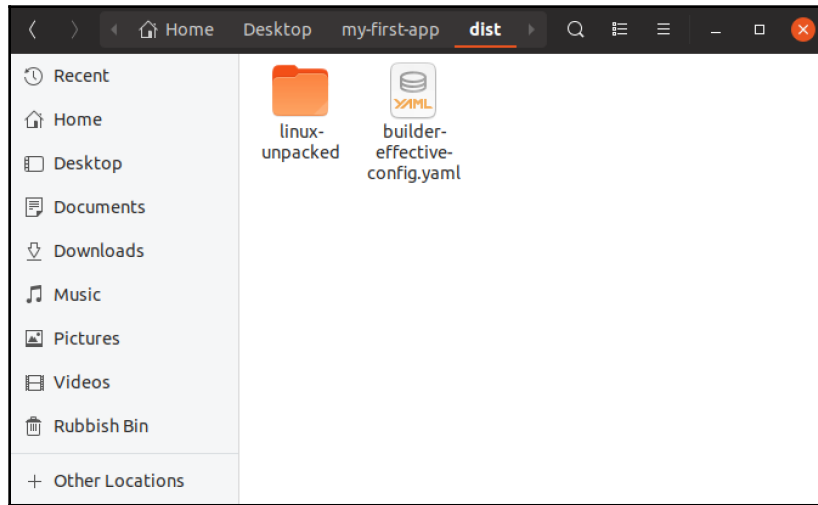 Home Desktop my-first-app dist
Recent
Home
Desktop
Documents
Downloads
Music
Pictures
Videos
Rubbish Bin
Other Locations
linux-
unpacked
YAML
builder-
effective-
config.yaml